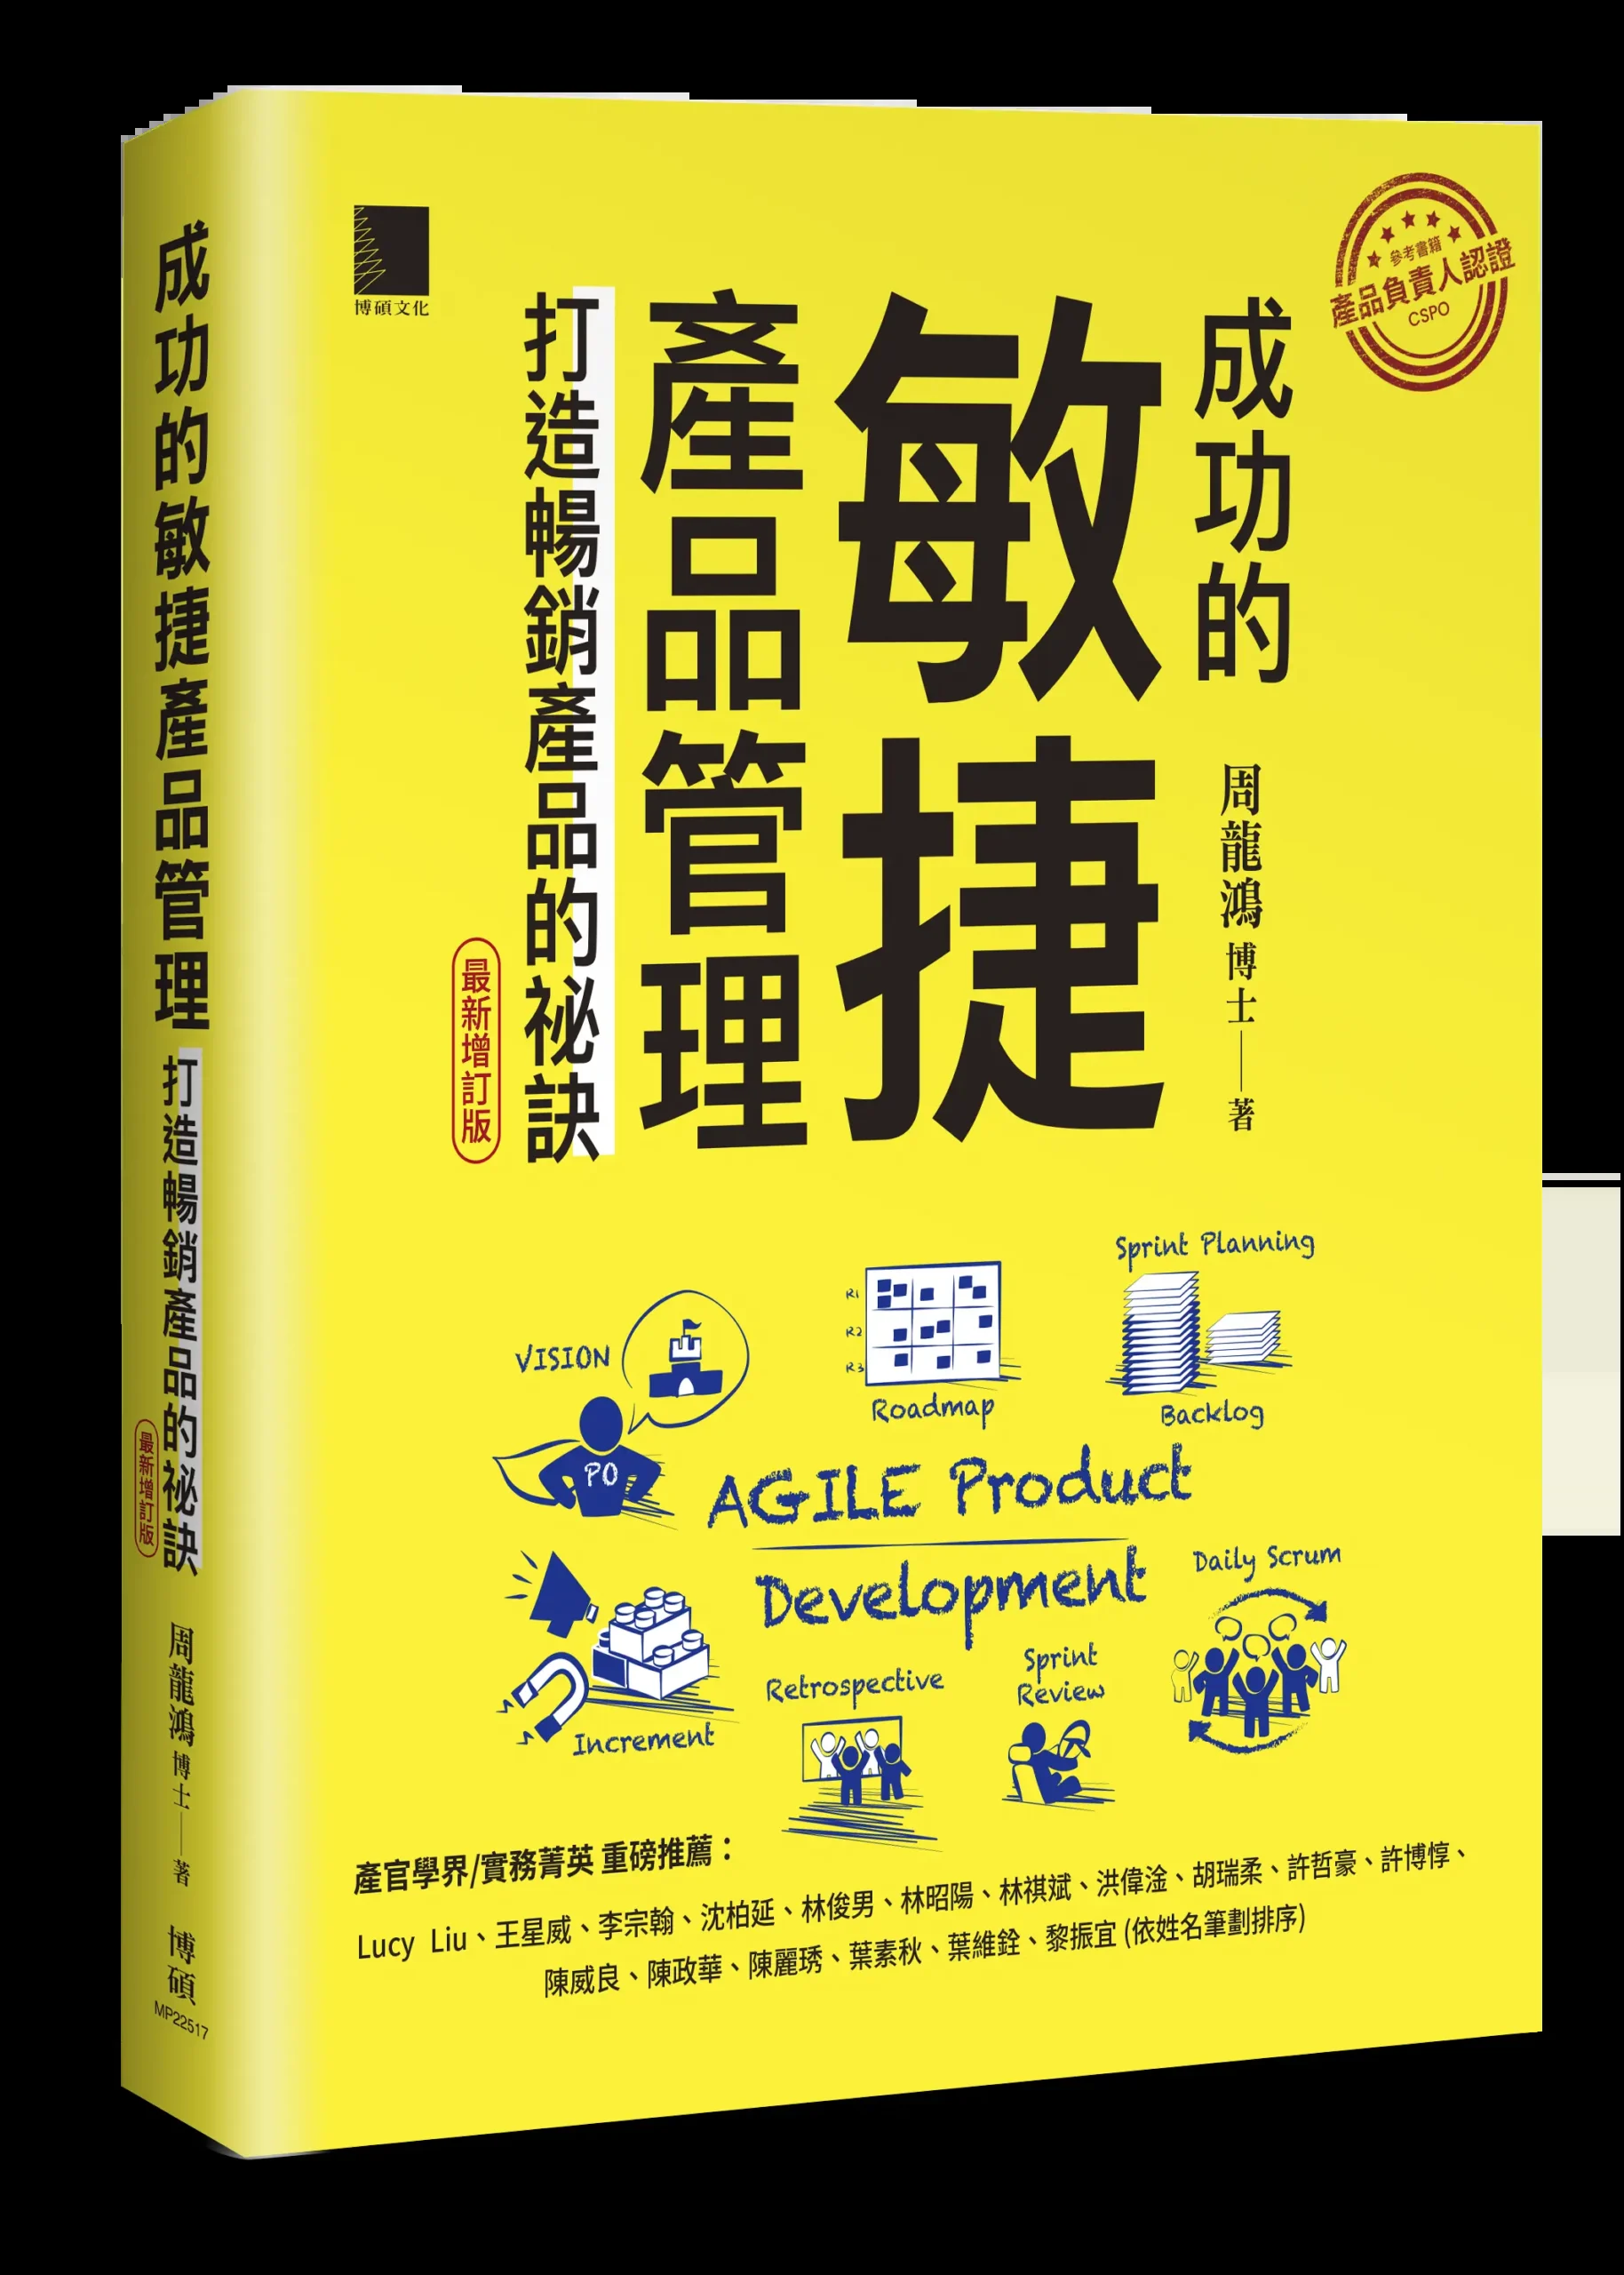 成功的敏捷產品管理
打造暢銷產品的祕訣
最新增訂版
周龍鴻 博士 著
博碩
MP22517
博碩文化
參考書籍
產品負責人認證
CSPO
成功的
敏捷
產品管理
打造暢銷產品的祕訣
最新增訂版
周龍鴻 博士 著
VISION
PO
R1
R2
R3
Roadmap
Sprint Planning
Backlog
AGILE Product
Development
Daily Scrum
Sprint
Review
Retrospective
Increment
產官學界/實務菁英 重磅推薦：
Lucy Liu、王星威、李宗翰、沈柏延、林俊男、林昭陽、林祺斌、洪偉淦、胡瑞柔、許哲豪、許博惇、
陳威良、陳政華、陳麗琇、葉素秋、葉維銓、黎振宜 (依姓名筆劃排序)